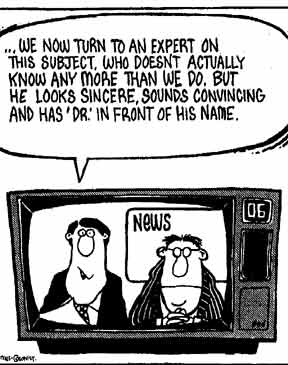 ... WE NOW TURN TO AN EXPERT ON
THIS SUBJECT, WHO DOESN'T ACTUALLY
KNOW ANY MORE THAN WE DO, BUT
HE LOOKS SINCERE, SOUNDS CONVINCING
AND HAS 'DR.' IN FRONT OF HIS NAME.
NEWS
06